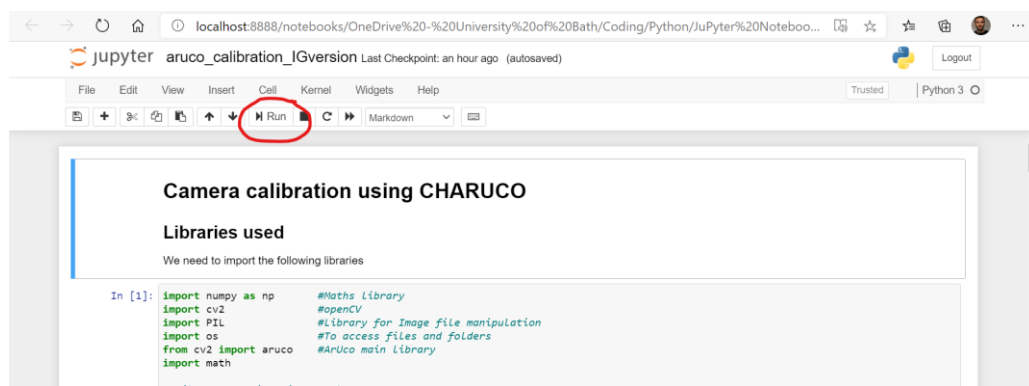 localhost:8888/notebooks/OneDrive%20-%20University%20of%20Bath/Coding/Python/JuPyter%20Noteboo...
jupyter aruco_calibration_IGversion Last Checkpoint: an hour ago (autosaved)
Logout
File Edit View Insert Cell Kernel Widgets Help
Trusted Python 3
Run Markdown
Camera calibration using CHARUCO
Libraries used
We need to import the following libraries
In [1]: import numpy as np #Maths library
import cv2 #openCV
import PIL #Library for Image file manipulation
import os #To access files and folders
from cv2 import aruco #ArUco main library
import math